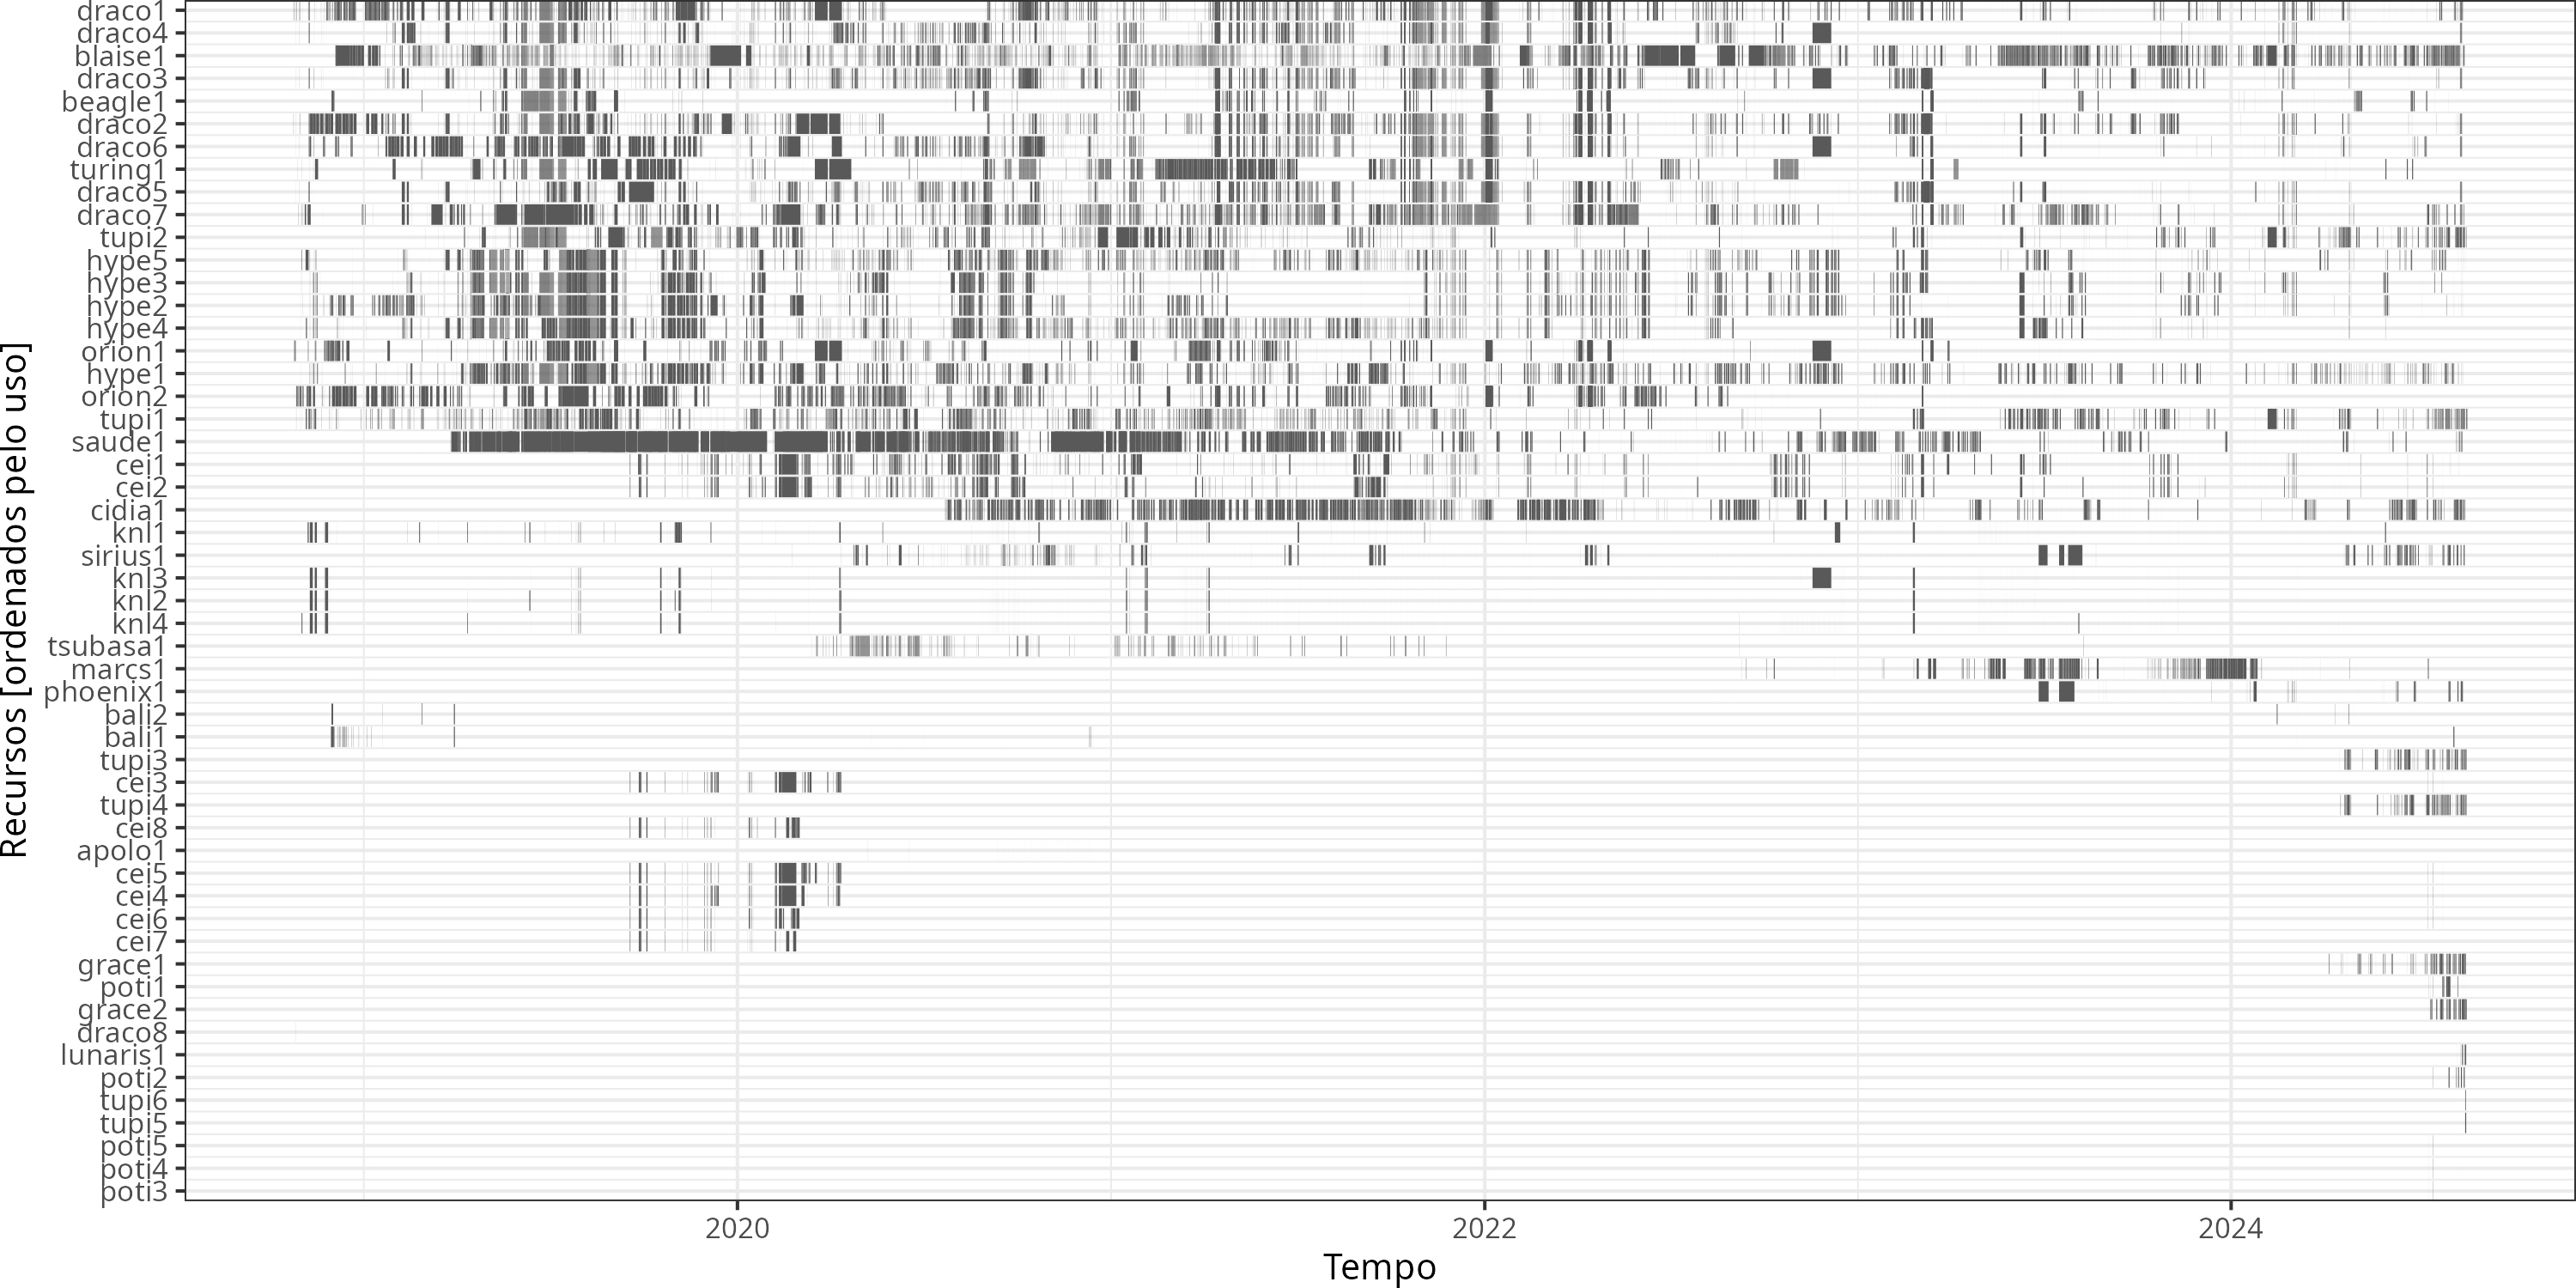 Recursos [ordenados pelo uso]
draco1
draco4
blaise1
draco3
beagle1
draco2
draco6
turing1
draco5
draco7
tupi2
hype5
hype3
hype2
hype4
orion1
hype1
orion2
tupi1
saude1
cei1
cei2
cidia1
knl1
sirius1
knl3
knl2
knl4
tsubasa1
marcs1
phoenix1
bali2
bali1
tupi3
cei3
tupi4
cei8
apolo1
cei5
cei4
cei6
cei7
grace1
poti1
grace2
draco8
lunaris1
poti2
tupi6
tupi5
poti5
poti4
poti3
2020 2022 2024
Tempo